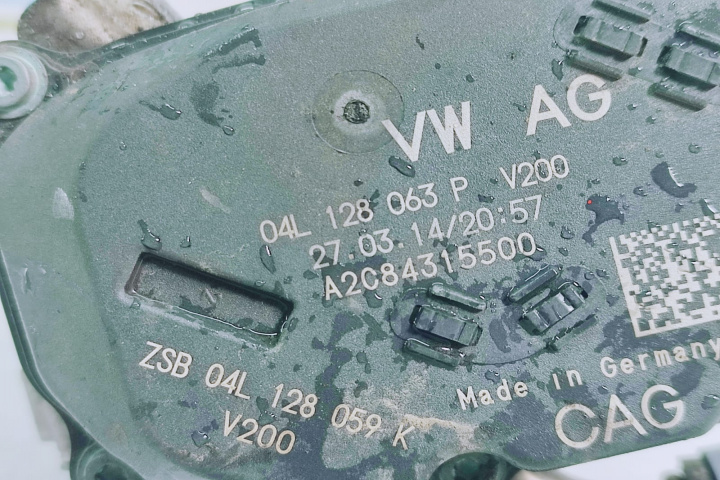 VW AG
04L 128 063 P V200
27.03.14/20:57
A2C84315500
ZSB 04L 128 059 K
V200
Made in Germany
CAG